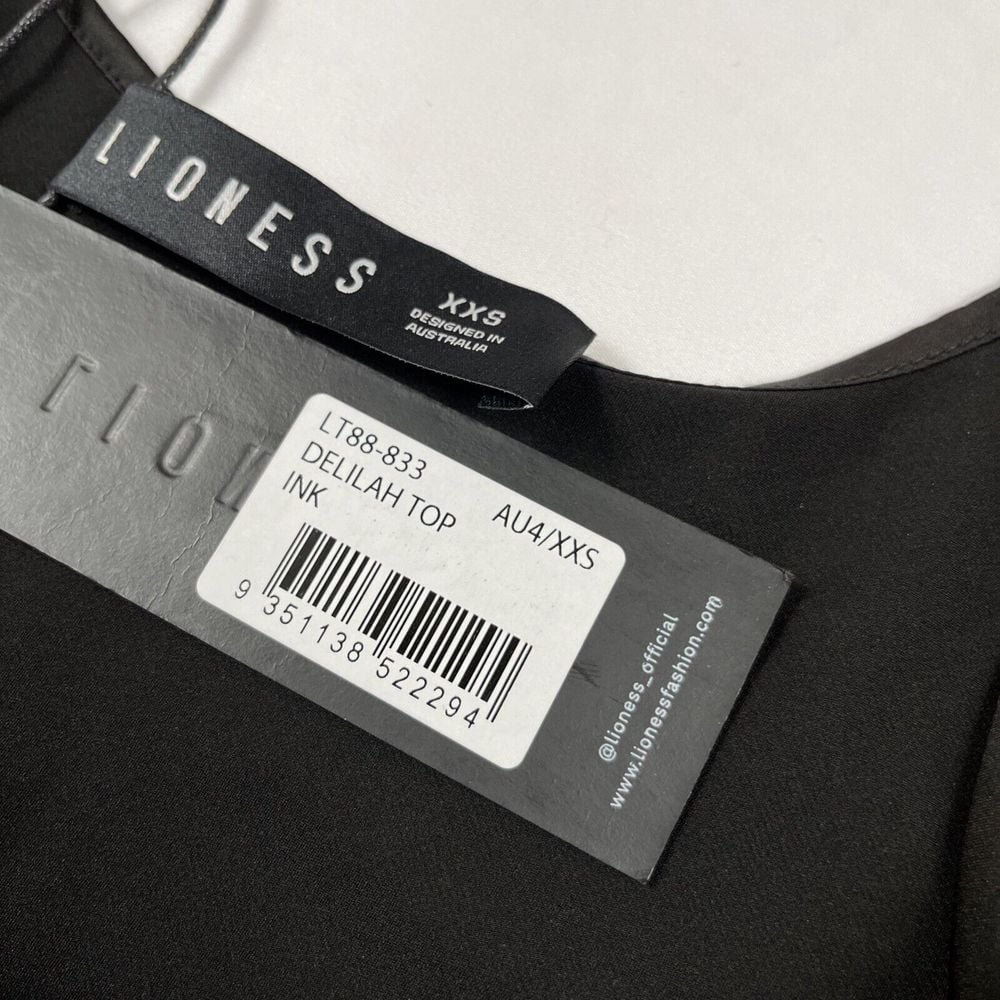 LIONESS
XXS
DESIGNED IN
AUSTRALIA
LION
LT88-833
DELILAH TOP
INK
AU4/XXS
9 351138 522294
@lioness_official
www.lionessfashion.com